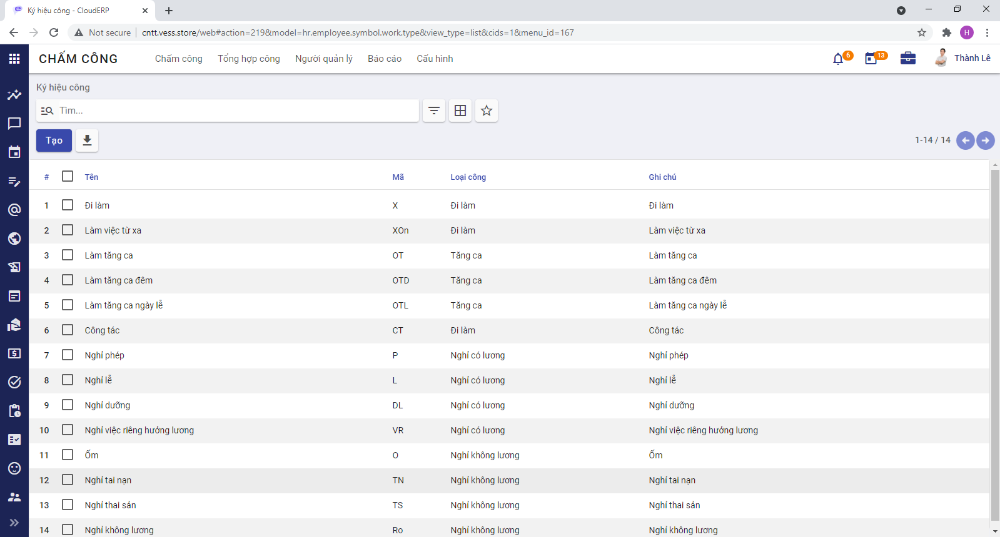 Ký hiệu công - CloudERP
Not secure cntt.vess.store/web#action=219&model=hr.employee.symbol.work.type&view_type=list&cids=1&menu_id=167
H
CHẤM CÔNG Chấm công Tổng hợp công Người quản lý Báo cáo Cấu hình 6 13 Thành Lê
Ký hiệu công
Tìm...
Tạo 1-14 / 14
# Tên Mã Loại công Ghi chú
1 Đi làm X Đi làm Đi làm
2 Làm việc từ xa XOn Đi làm Làm việc từ xa
3 Làm tăng ca OT Tăng ca Làm tăng ca
4 Làm tăng ca đêm OTD Tăng ca Làm tăng ca đêm
5 Làm tăng ca ngày lễ OTL Tăng ca Làm tăng ca ngày lễ
6 Công tác CT Đi làm Công tác
7 Nghỉ phép P Nghỉ có lương Nghỉ phép
8 Nghỉ lễ L Nghỉ có lương Nghỉ lễ
9 Nghỉ dưỡng DL Nghỉ có lương Nghỉ dưỡng
10 Nghỉ việc riêng hưởng lương VR Nghỉ có lương Nghỉ việc riêng hưởng lương
11 Ốm O Nghỉ không lương Ốm
12 Nghỉ tai nạn TN Nghỉ không lương Nghỉ tai nạn
13 Nghỉ thai sản TS Nghỉ không lương Nghỉ thai sản
14 Nghỉ không lương Ro Nghỉ không lương Nghỉ không lương